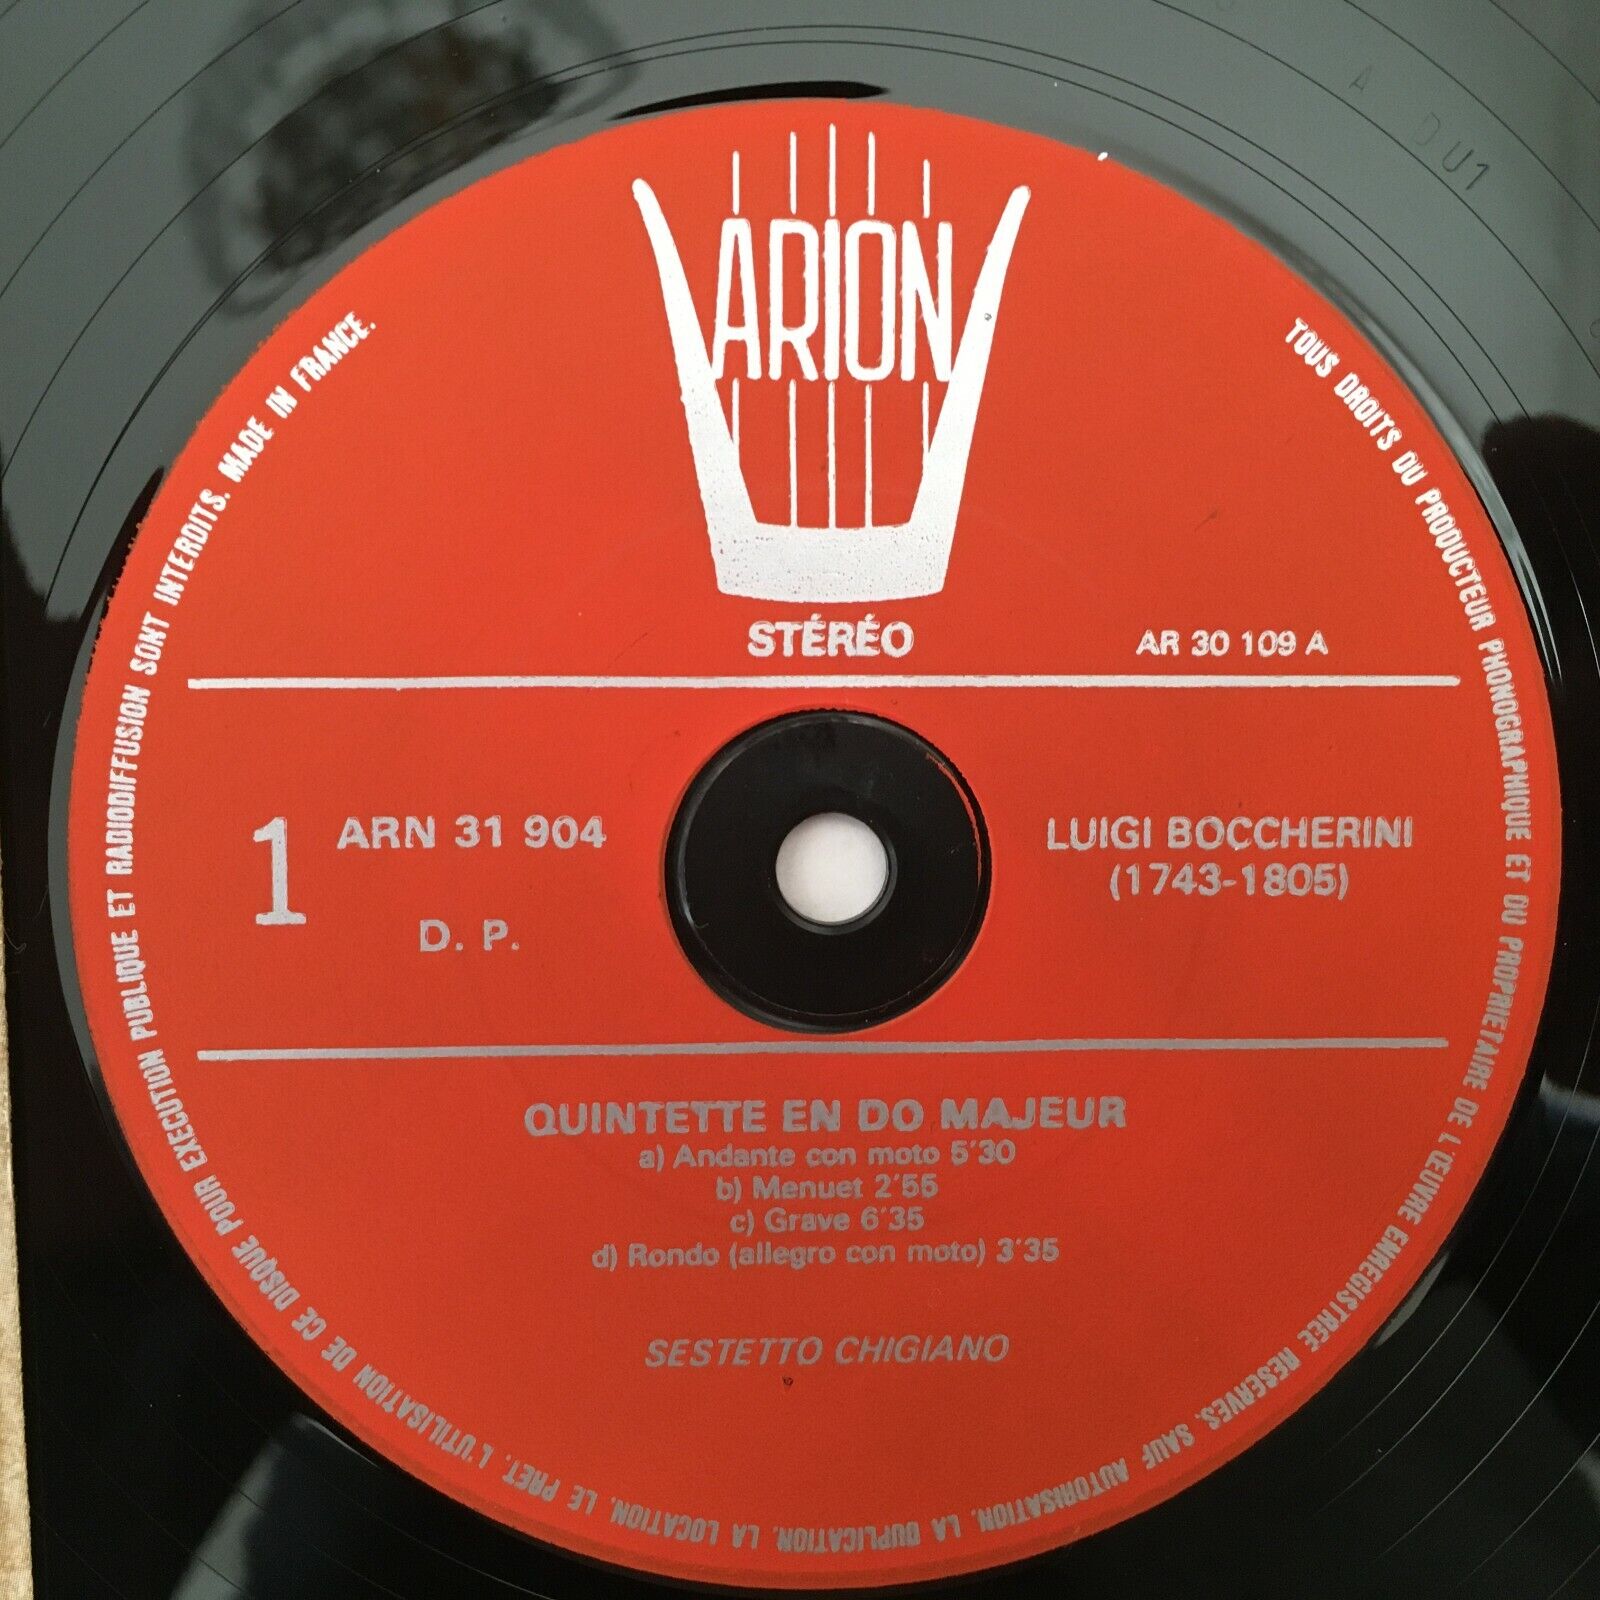 ARION
STÉRÉO
AR 30 109 A
1
ARN 31 904
D. P.
LUIGI BOCCHERINI
(1743-1805)
QUINTETTE EN DO MAJEUR
a) Andante con moto 5'30
b) Menuet 2'55
c) Grave 6'35
d) Rondo (allegro con moto) 3'35
SESTETTO CHIGIANO
TOUS DROITS DU PRODUCTEUR PHONOGRAPHIQUE ET DU PROPRIETAIRE DE L'ŒUVRE ENREGISTRÉE RESERVES. SAUF AUTORISATION, LA DUPLICATION, LA LOCATION, LE PRET, L'UTILISATION DE CE DISQUE POUR EXECUTION PUBLIQUE ET RADIODIFFUSION SONT INTERDITS. MADE IN FRANCE.